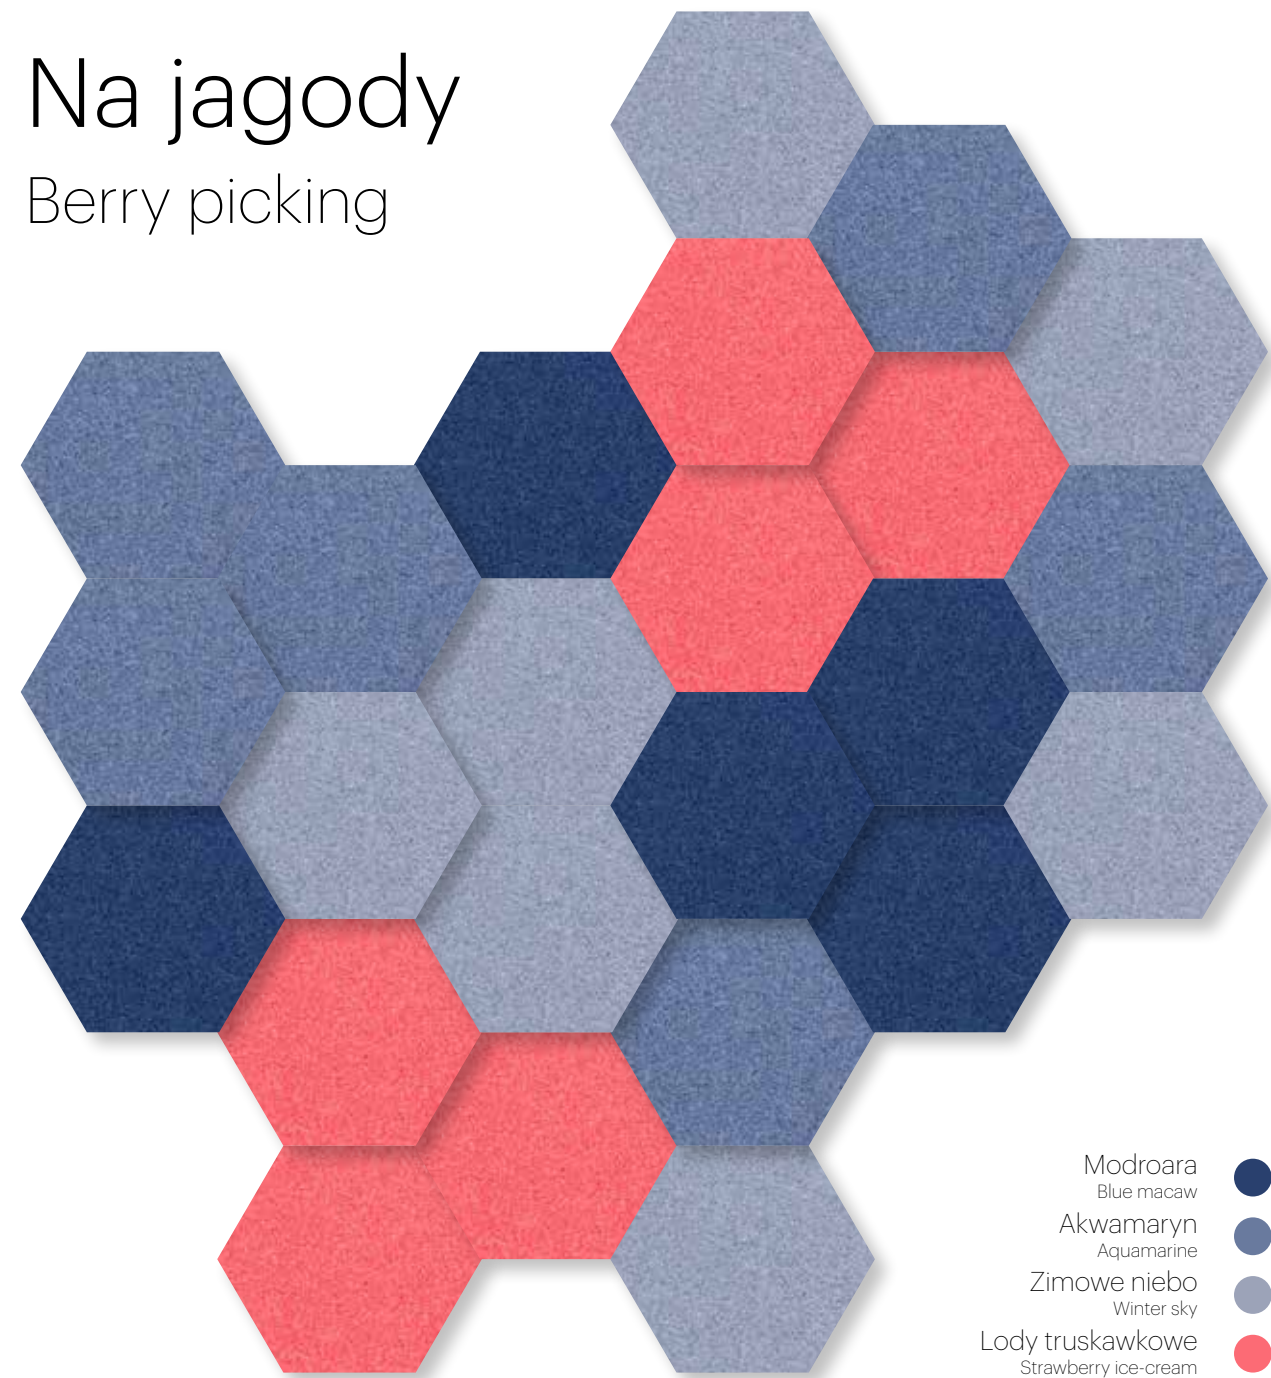 Na jagody
Berry picking
Modroara
Blue macaw
Akwamaryn
Aquamarine
Zimowe niebo
Winter sky
Lody truskawkowe
Strawberry ice-cream